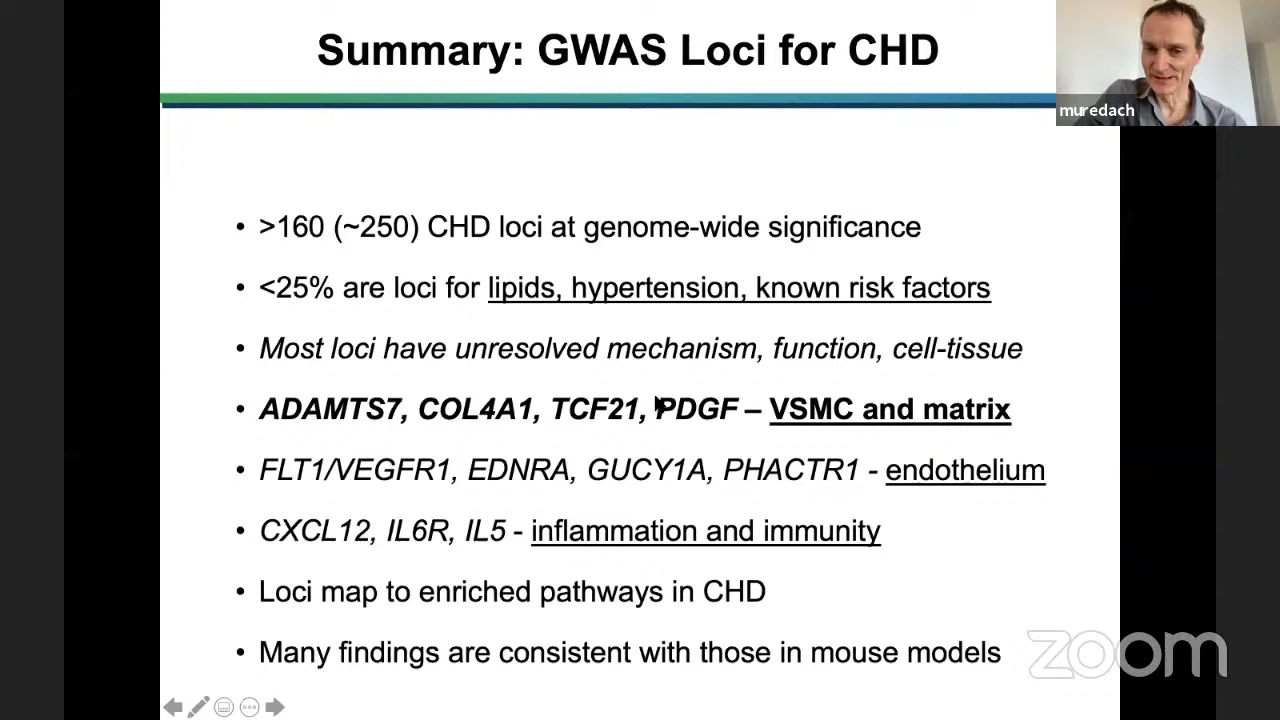 Summary: GWAS Loci for CHD
muredach
• >160 (~250) CHD loci at genome-wide significance
• <25% are loci for lipids, hypertension, known risk factors
• Most loci have unresolved mechanism, function, cell-tissue
• ADAMTS7, COL4A1, TCF21, PDGF – VSMC and matrix
• FLT1/VEGFR1, EDNRA, GUCY1A, PHACTR1 - endothelium
• CXCL12, IL6R, IL5 - inflammation and immunity
• Loci map to enriched pathways in CHD
• Many findings are consistent with those in mouse models
zoom